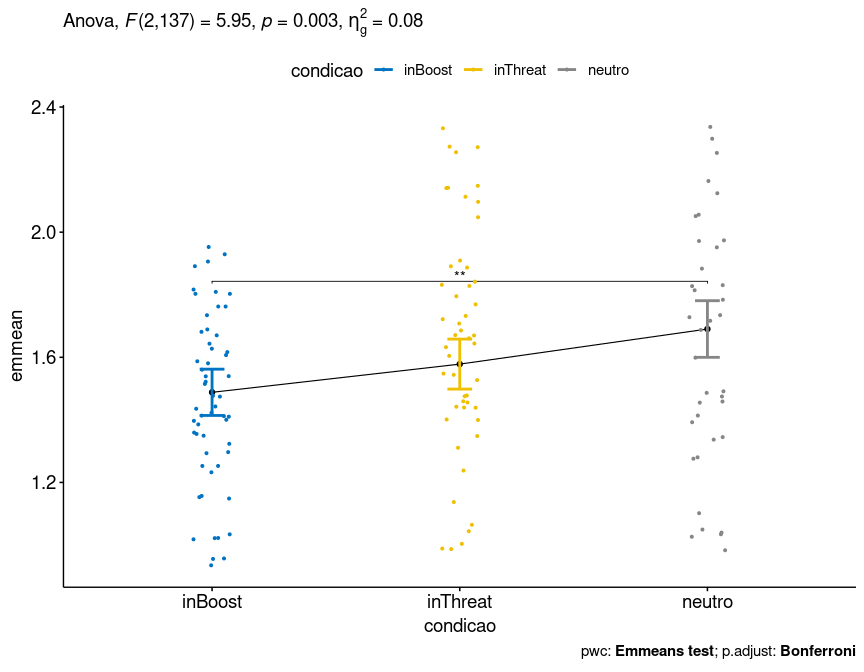 Anova, F(2,137) = 5.95, p = 0.003, η²g = 0.08
condicao inBoost inThreat neutro
2.4
**
2.0
1.6
1.2
emmean
inBoost inThreat neutro
condicao
pwc: Emmeans test; p.adjust: Bonferroni